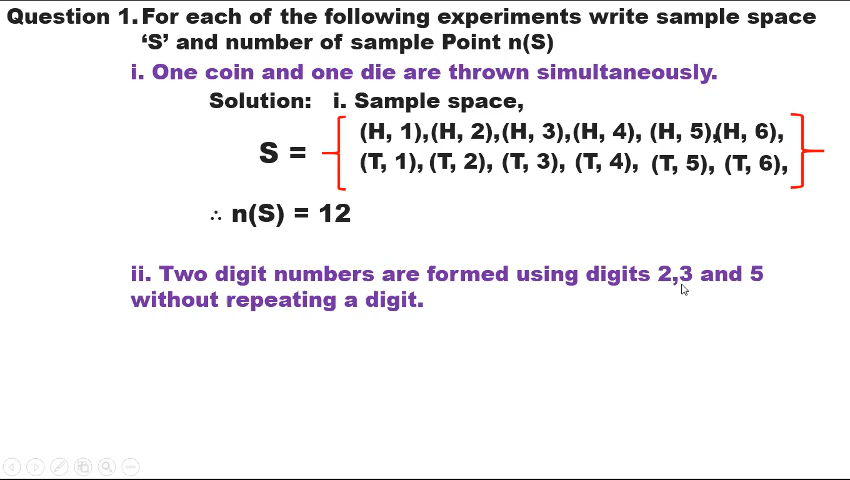 Question 1. For each of the following experiments write sample space
‘S’ and number of sample Point n(S)
i. One coin and one die are thrown simultaneously.
Solution: i. Sample space,
(H, 1),(H, 2),(H, 3),(H, 4), (H, 5),(H, 6),
S =
(T, 1), (T, 2), (T, 3), (T, 4), (T, 5), (T, 6),
∴ n(S) = 12
ii. Two digit numbers are formed using digits 2,3 and 5
without repeating a digit.